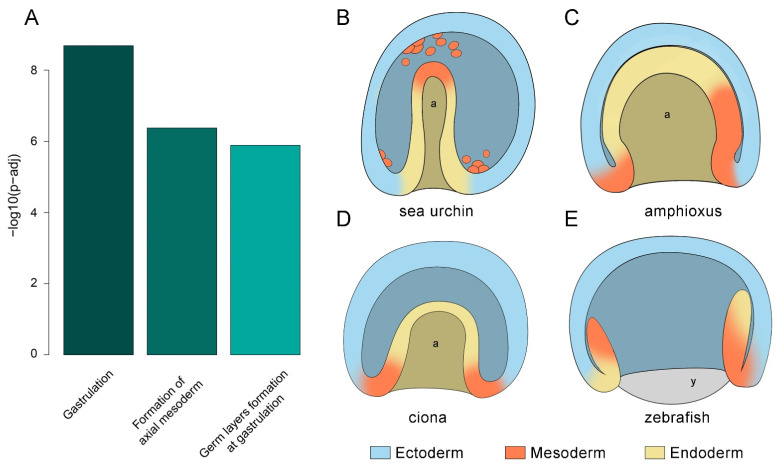 A
8
6
4
2
0
−log10(p−adj)
Gastrulation
Formation of
axial mesoderm
Germ layers formation
at gastrulation
B
a
sea urchin
C
a
amphioxus
D
a
ciona
E
y
zebrafish
Ectoderm
Mesoderm
Endoderm